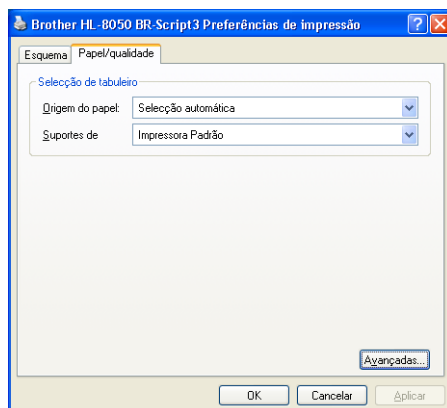 Brother HL-8050 BR-Script3 Preferências de impressão
Esquema Papel/qualidade
Selecção de tabuleiro
Origem do papel: Selecção automática
Suportes de Impressora Padrão
Avançadas...
OK Cancelar Aplicar